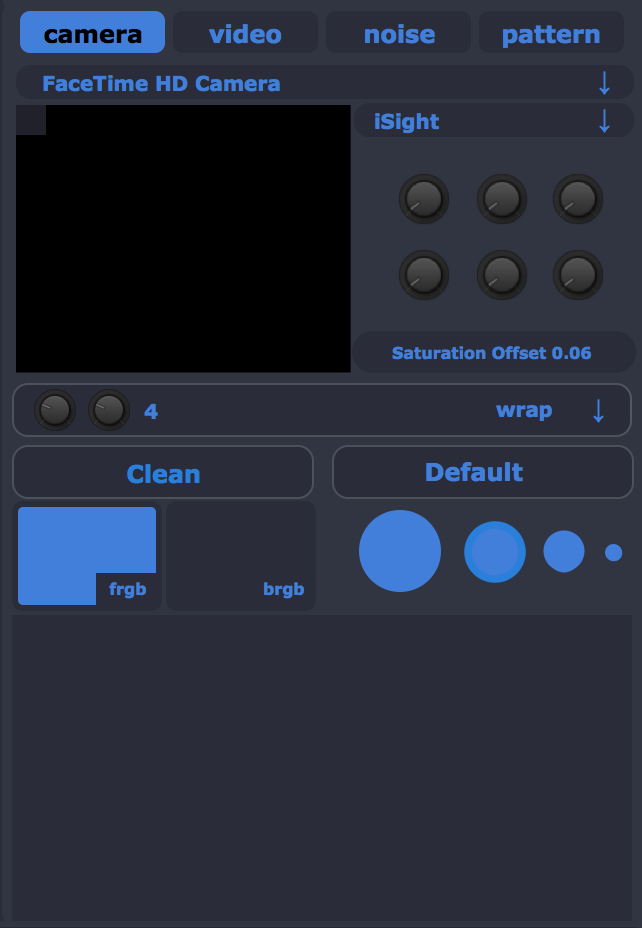 camera video noise pattern
FaceTime HD Camera ↓
iSight ↓
Saturation Offset 0.06
4 wrap ↓
Clean Default
frgb brgb